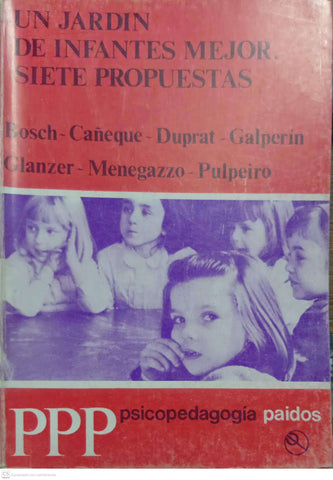 UN JARDIN
DE INFANTES MEJOR.
SIETE PROPUESTAS
Bosch-Cañeque-Duprat-Galperín
Glanzer-Menegazzo-Pulpeiro
PPP psicopedagogía paidos